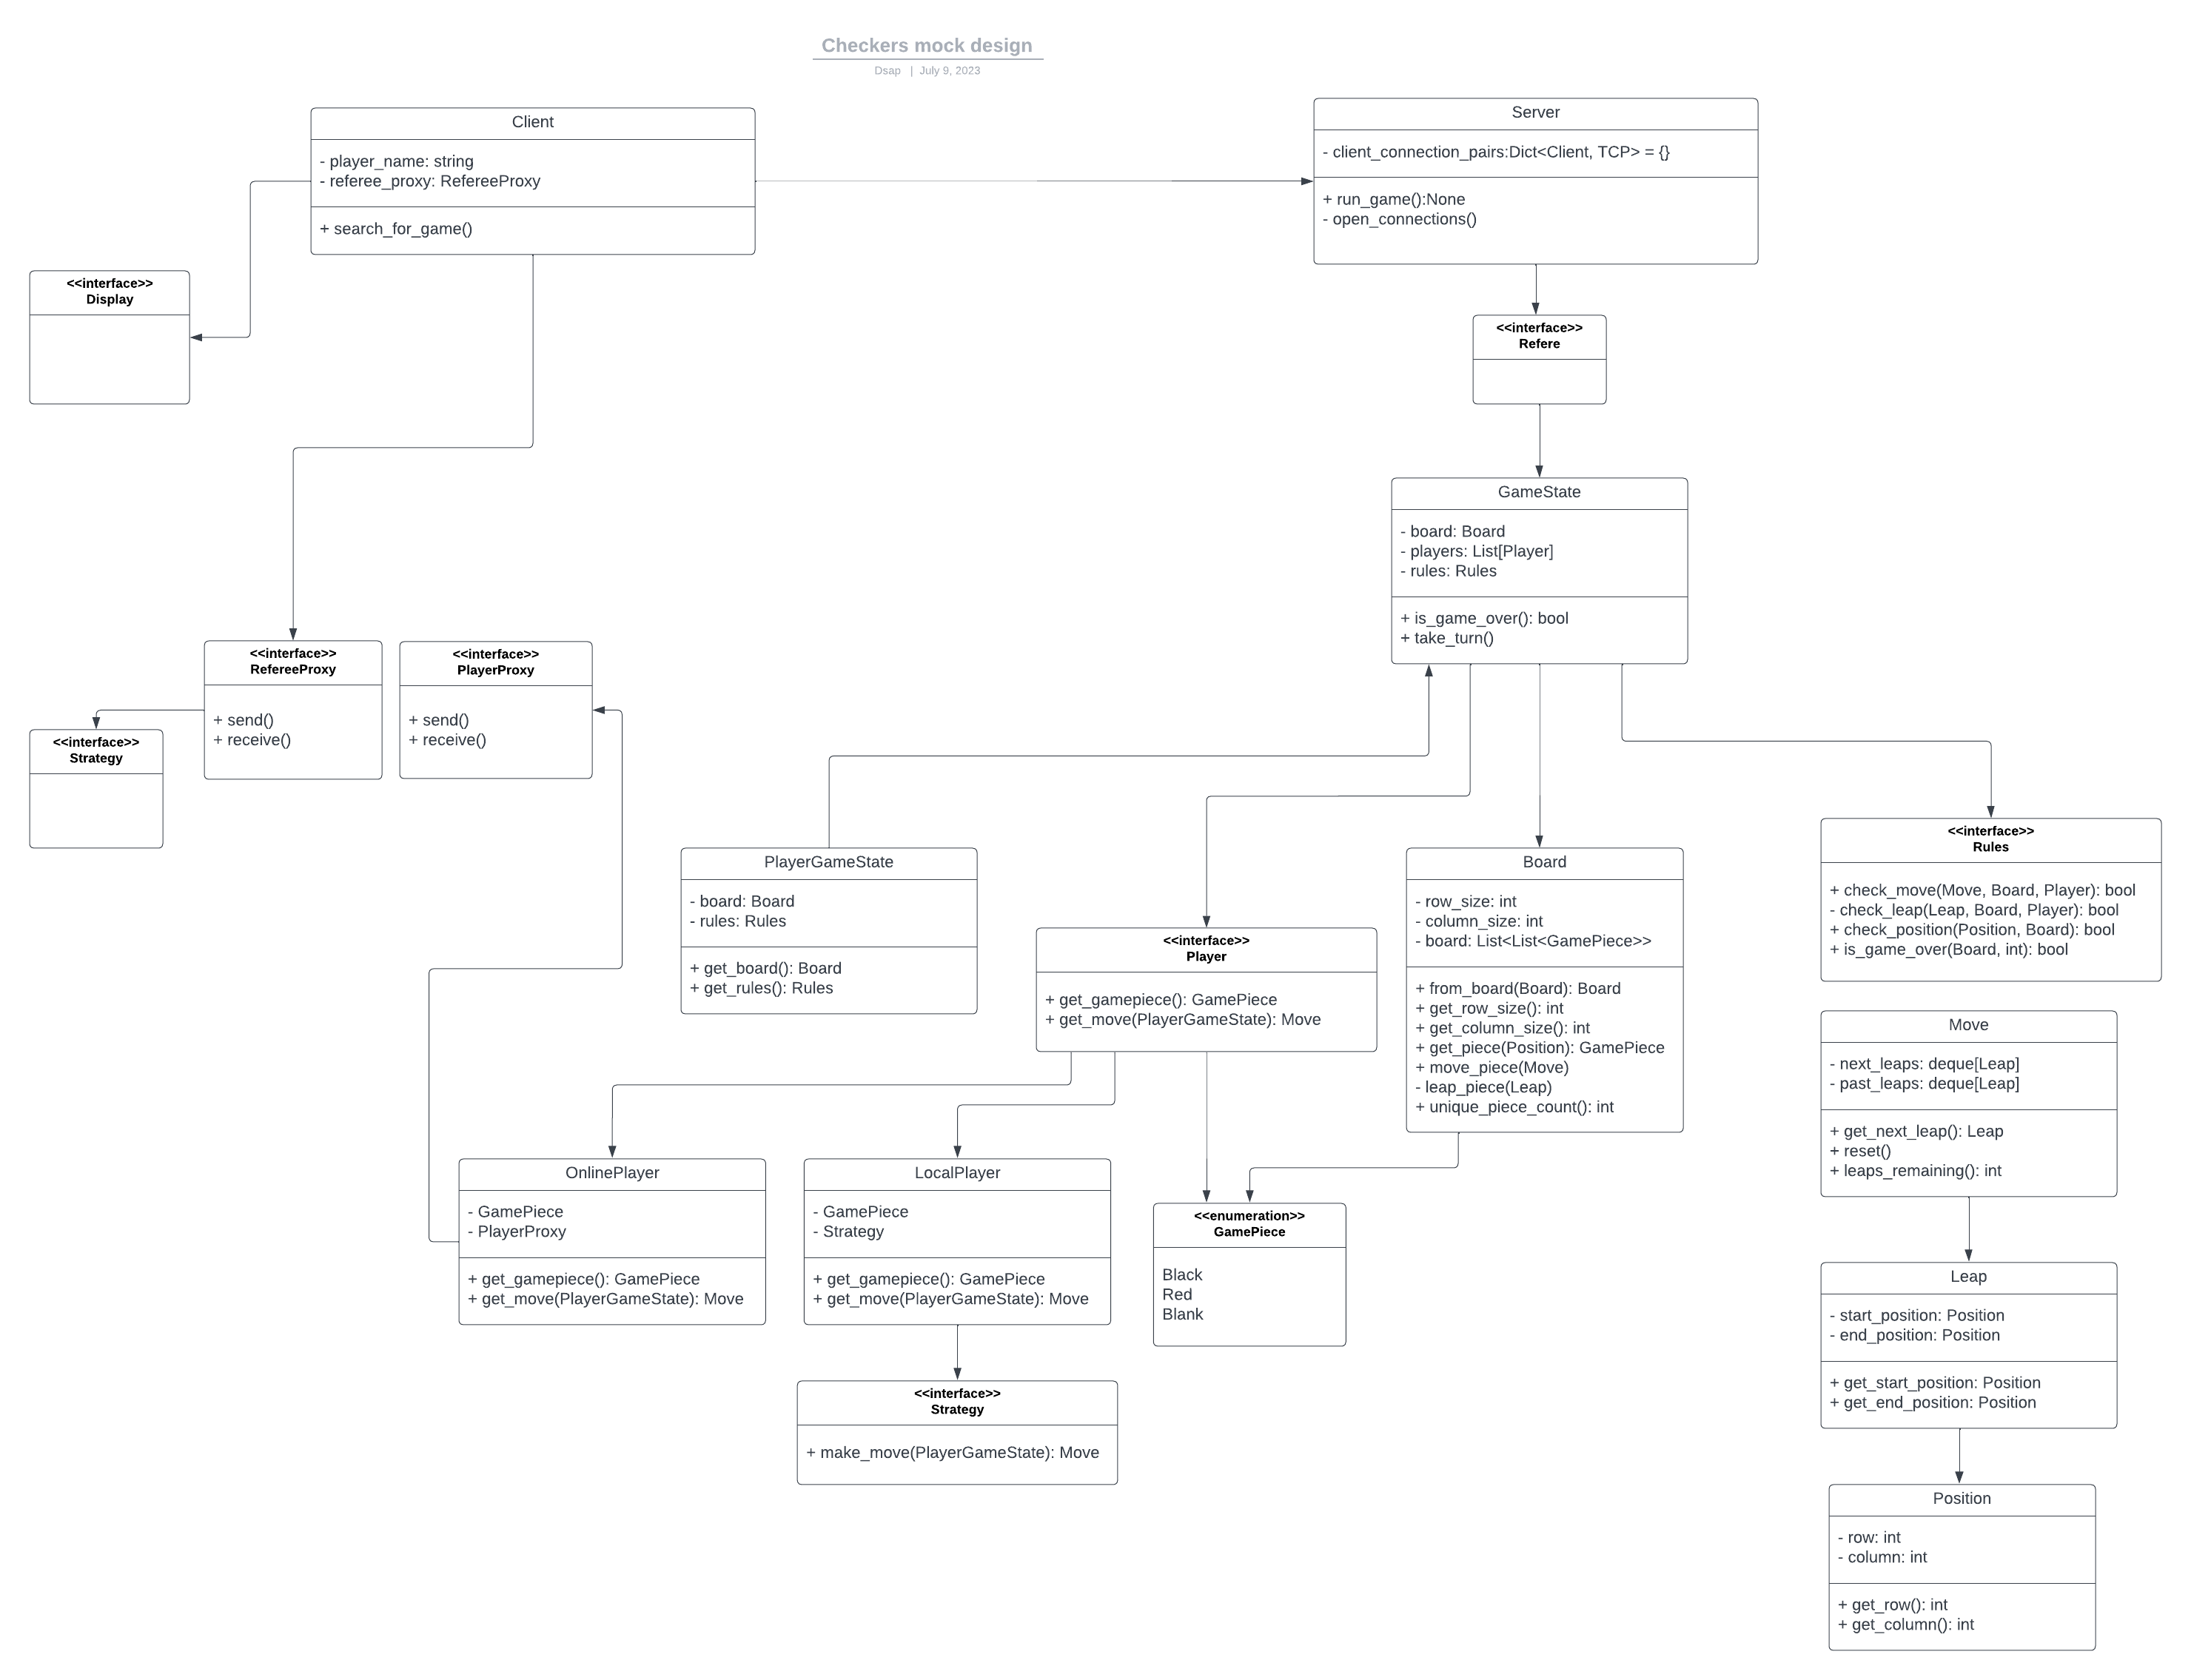 Checkers mock design
Dsap | July 9, 2023
Client
- player_name: string
- referee_proxy: RefereeProxy
+ search_for_game()
Server
- client_connection_pairs:Dict<Client, TCP> = {}
+ run_game():None
- open_connections()
<<interface>>
Display
<<interface>>
Refere
GameState
- board: Board
- players: List[Player]
- rules: Rules
+ is_game_over(): bool
+ take_turn()
<<interface>>
RefereeProxy
+ send()
+ receive()
<<interface>>
PlayerProxy
+ send()
+ receive()
<<interface>>
Strategy
PlayerGameState
- board: Board
- rules: Rules
+ get_board(): Board
+ get_rules(): Rules
<<interface>>
Player
+ get_gamepiece(): GamePiece
+ get_move(PlayerGameState): Move
Board
- row_size: int
- column_size: int
- board: List<List<GamePiece>>
+ from_board(Board): Board
+ get_row_size(): int
+ get_column_size(): int
+ get_piece(Position): GamePiece
+ move_piece(Move)
- leap_piece(Leap)
+ unique_piece_count(): int
<<interface>>
Rules
+ check_move(Move, Board, Player): bool
- check_leap(Leap, Board, Player): bool
+ check_position(Position, Board): bool
+ is_game_over(Board, int): bool
Move
- next_leaps: deque[Leap]
- past_leaps: deque[Leap]
+ get_next_leap(): Leap
+ reset()
+ leaps_remaining(): int
OnlinePlayer
- GamePiece
- PlayerProxy
+ get_gamepiece(): GamePiece
+ get_move(PlayerGameState): Move
LocalPlayer
- GamePiece
- Strategy
+ get_gamepiece(): GamePiece
+ get_move(PlayerGameState): Move
<<enumeration>>
GamePiece
Black
Red
Blank
Leap
- start_position: Position
- end_position: Position
+ get_start_position: Position
+ get_end_position: Position
<<interface>>
Strategy
+ make_move(PlayerGameState): Move
Position
- row: int
- column: int
+ get_row(): int
+ get_column(): int